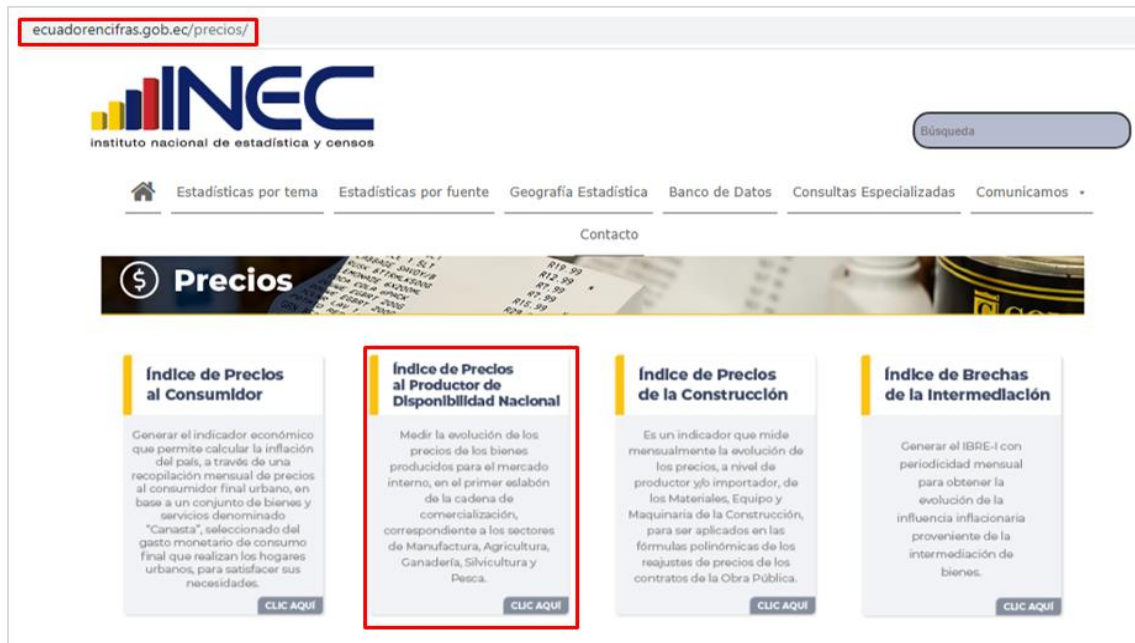 ecuadorencifras.gob.ec/precios/
INEC
instituto nacional de estadística y censos
Búsqueda
Estadísticas por tema Estadísticas por fuente Geografía Estadística Banco de Datos Consultas Especializadas Comunicamos
Contacto
Precios
Índice de Precios
al Consumidor
Generar el indicador económico
que permite calcular la inflación
del país, a través de una
recopilación mensual de precios
al consumidor final urbano, en
base a un conjunto de bienes y
servicios denominado
"Canasta", seleccionado del
gasto monetario de consumo
final que realizan los hogares
urbanos, para satisfacer sus
necesidades.
CLIC AQUÍ
Índice de Precios
al Productor de
Disponibilidad Nacional
Medir la evolución de los
precios de los bienes
producidos para el mercado
interno, en el primer eslabón
de la cadena de
comercialización,
correspondiente a los sectores
de Manufactura, Agricultura,
Ganadería, Silvicultura y
Pesca.
CLIC AQUÍ
Índice de Precios
de la Construcción
Es un indicador que mide
mensualmente la evolución de
los precios, a nivel de
productor y/o importador, de
los Materiales, Equipo y
Maquinaria de la Construcción,
para ser aplicados en las
fórmulas polinómicas de los
reajustes de precios de los
contratos de la Obra Pública.
CLIC AQUÍ
Índice de Brechas
de la Intermediación
Generar el IBRE-I con
periodicidad mensual
para obtener la
evolución de la
influencia inflacionaria
proveniente de la
intermediación de
bienes.
CLIC AQUÍ